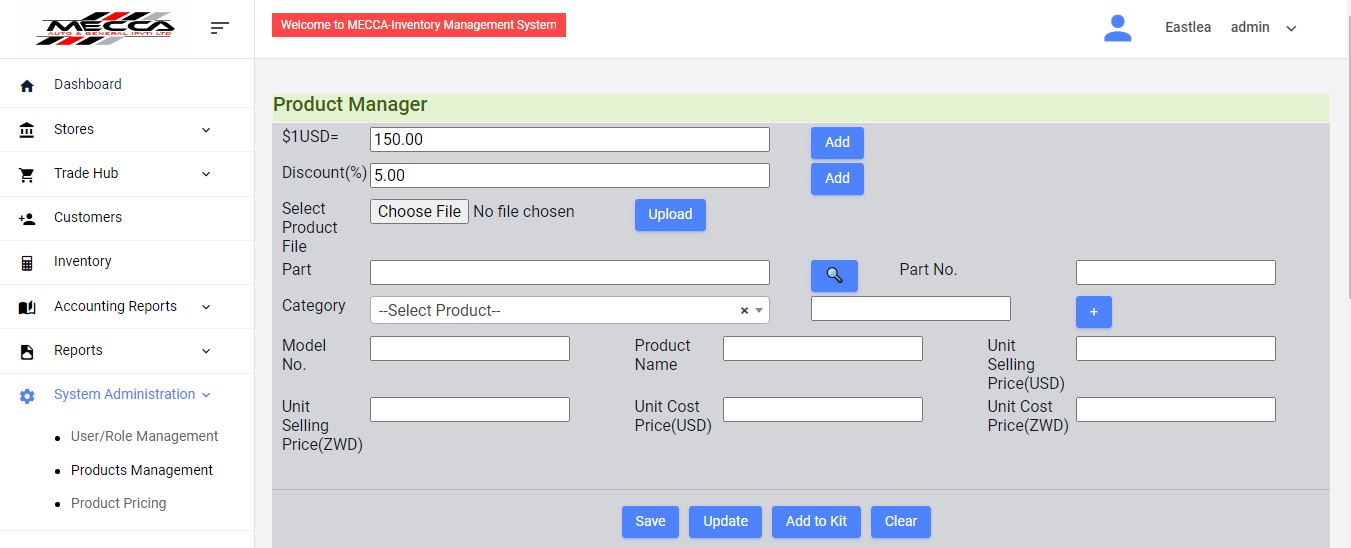 MECCA
AUTO & GENERAL (PVT) LTD
Welcome to MECCA-Inventory Management System
Eastlea admin
Dashboard
Stores
Trade Hub
Customers
Inventory
Accounting Reports
Reports
System Administration
User/Role Management
Products Management
Product Pricing
Product Manager
$1USD= 150.00 Add
Discount(%) 5.00 Add
Select
Product
File
Choose File No file chosen Upload
Part Part No.
Category --Select Product-- × +
Model
No.
Product
Name
Unit
Selling
Price(USD)
Unit
Selling
Price(ZWD)
Unit Cost
Price(USD)
Unit Cost
Price(ZWD)
Save Update Add to Kit Clear